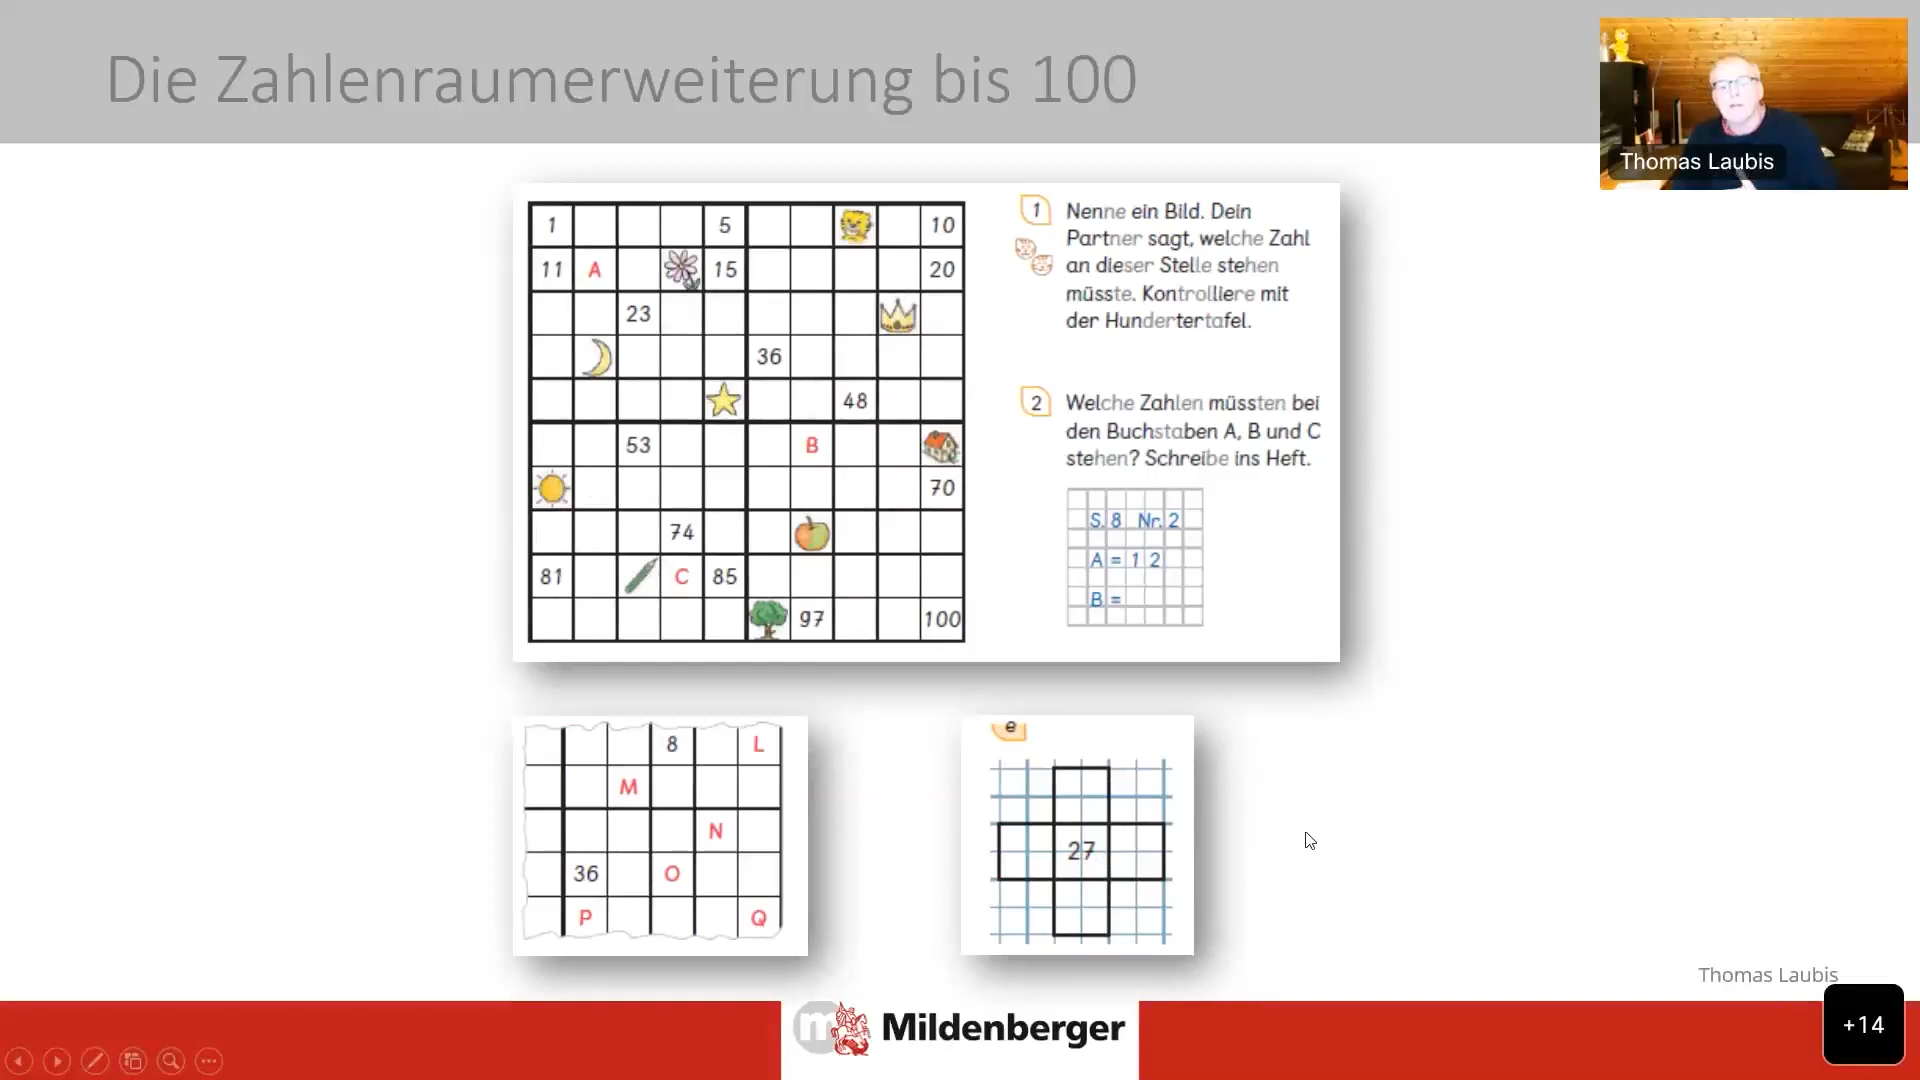 Die Zahlenraumerweiterung bis 100
Thomas Laubis
1 5 10
11 A 15 20
23
36
48
53 B
70
74
81 C 85
97 100
1 Nenne ein Bild. Dein
Partner sagt, welche Zahl
an dieser Stelle stehen
müsste. Kontrolliere mit
der Hundertertafel.
2 Welche Zahlen müssten bei
den Buchstaben A, B und C
stehen? Schreibe ins Heft.
S. 8 Nr. 2
A = 1 2
B =
8 L
M
N
36 O
P Q
e
27
Thomas Laubis
m Mildenberger
+14